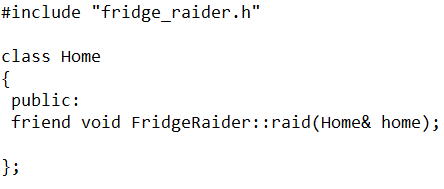 #include "fridge_raider.h"
class Home
{
public:
friend void FridgeRaider::raid(Home& home);
};